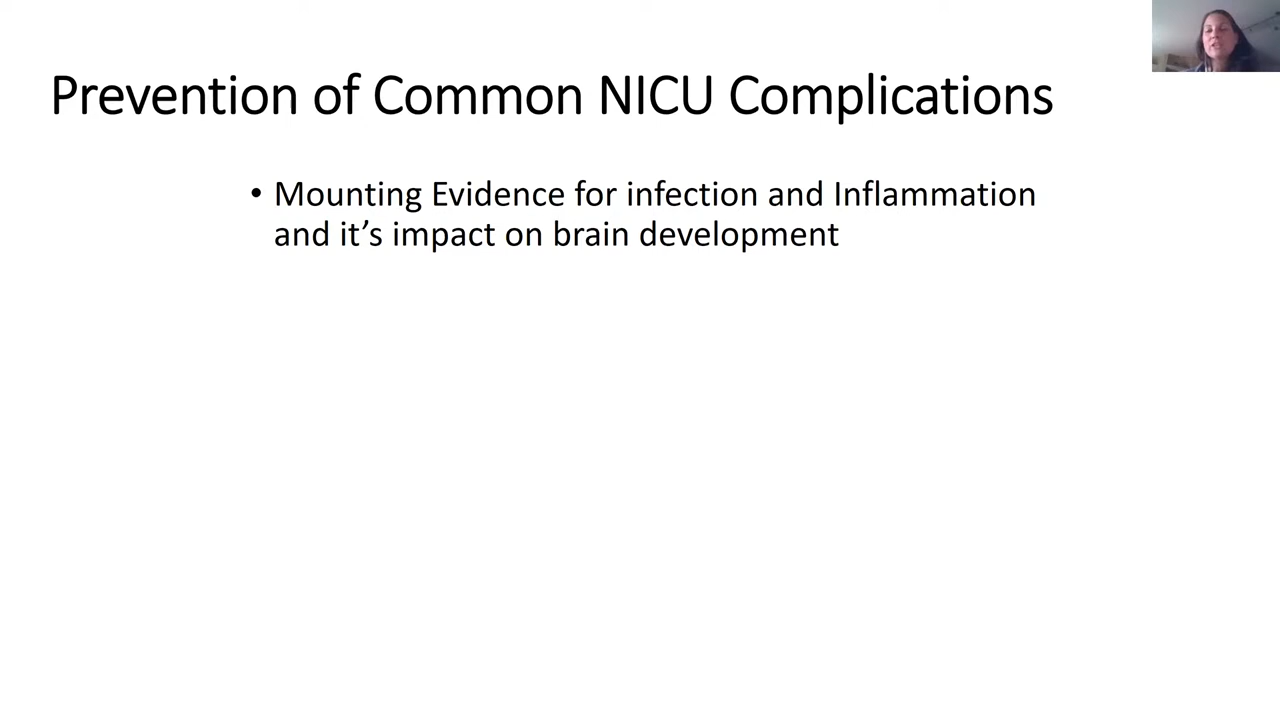 Prevention of Common NICU Complications
• Mounting Evidence for infection and Inflammation
and it’s impact on brain development